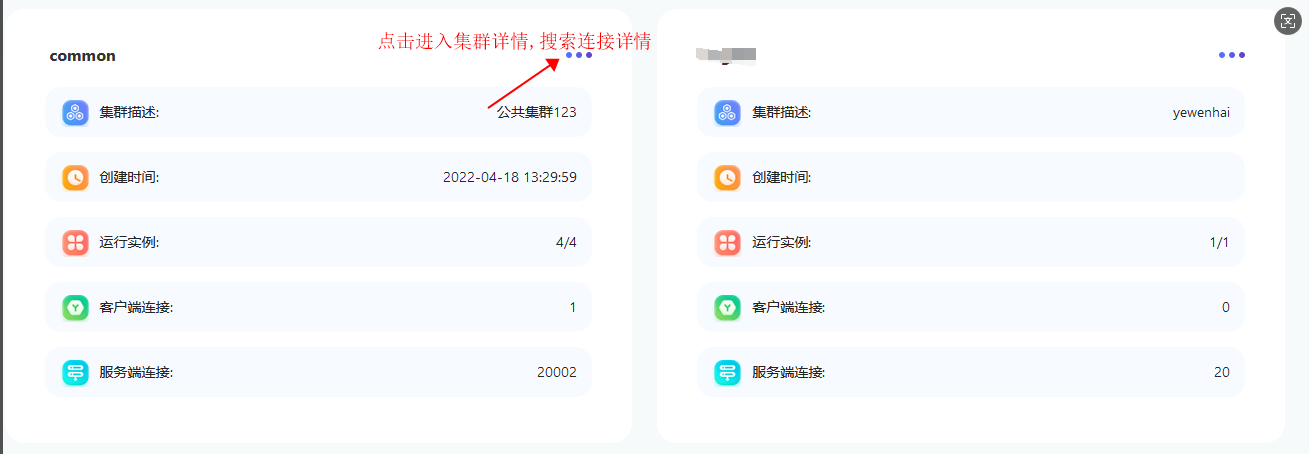 点击进入集群详情, 搜索连接详情
common
集群描述: 公共集群123
创建时间: 2022-04-18 13:29:59
运行实例: 4/4
客户端连接: 1
服务端连接: 20002
集群描述: yewenhai
创建时间:
运行实例: 1/1
客户端连接: 0
服务端连接: 20